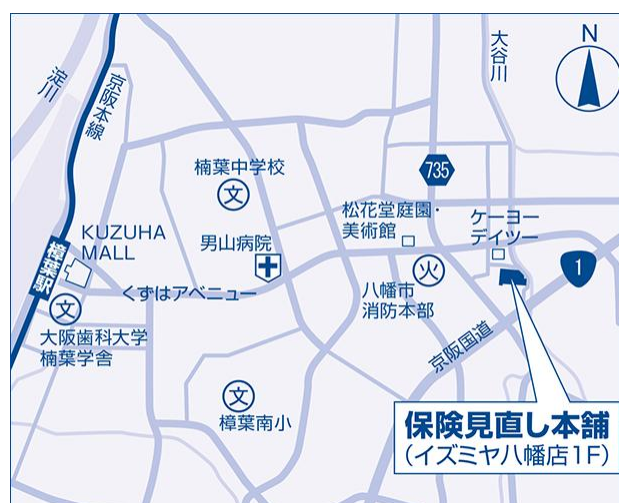 N
大谷川
淀川
京阪本線
735
楠葉中学校
文
松花堂庭園・
美術館
ケーヨー
デイツー
KUZUHA
MALL
男山病院
火
1
樟葉駅
くずはアベニュー
八幡市
消防本部
文
大阪歯科大学
楠葉学舎
京阪国道
文
樟葉南小
保険見直し本舗
(イズミヤ八幡店1F)